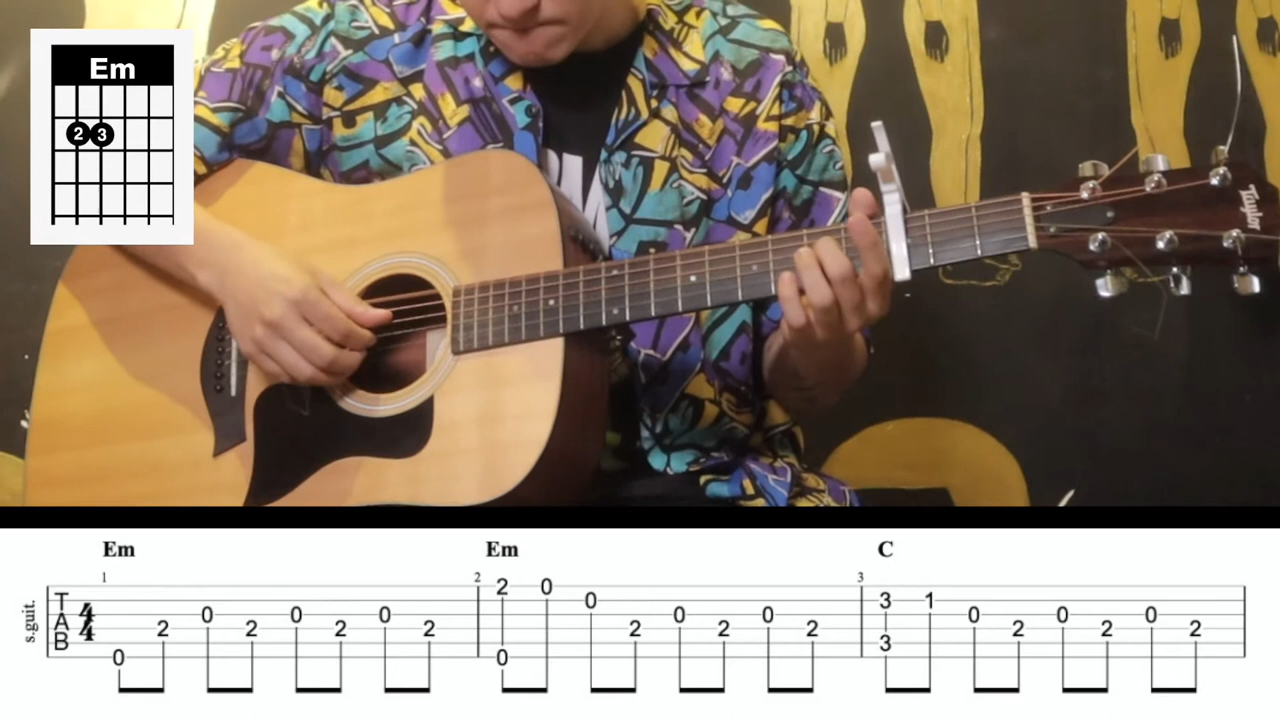 Em
2 3
Taylor
Em Em C
1 2 3
s.guit.
TAB
4
4
2 0 3 1
0 0 0 0 0 0 0 0 0 0
2 2 2 2 2 2 2 2 2 2
3
0 0